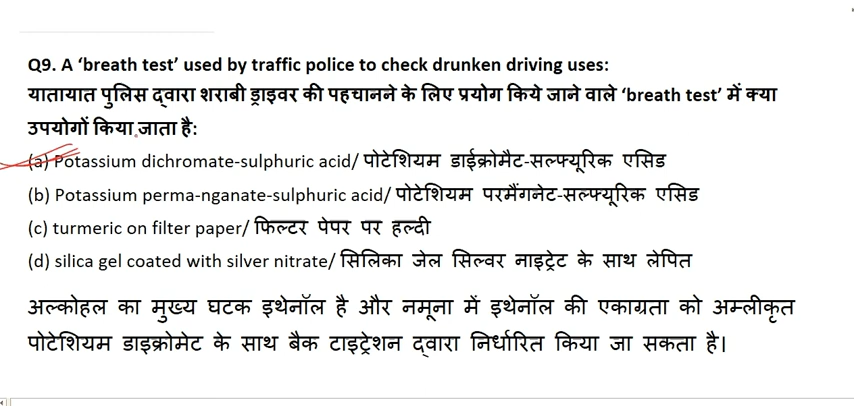 Q9. A ‘breath test’ used by traffic police to check drunken driving uses:
यातायात पुलिस द्वारा शराबी ड्राइवर की पहचानने के लिए प्रयोग किये जाने वाले ‘breath test’ में क्या
उपयोगों किया जाता है:
(a) Potassium dichromate-sulphuric acid/ पोटेशियम डाईक्रोमैट-सल्फ्यूरिक एसिड
(b) Potassium perma-nganate-sulphuric acid/ पोटेशियम परमैंगनेट-सल्फ्यूरिक एसिड
(c) turmeric on filter paper/ फिल्टर पेपर पर हल्दी
(d) silica gel coated with silver nitrate/ सिलिका जेल सिल्वर नाइट्रेट के साथ लेपित
अल्कोहल का मुख्य घटक इथेनॉल है और नमूना में इथेनॉल की एकाग्रता को अम्लीकृत
पोटेशियम डाइक्रोमेट के साथ बैक टाइट्रेशन द्वारा निर्धारित किया जा सकता है।